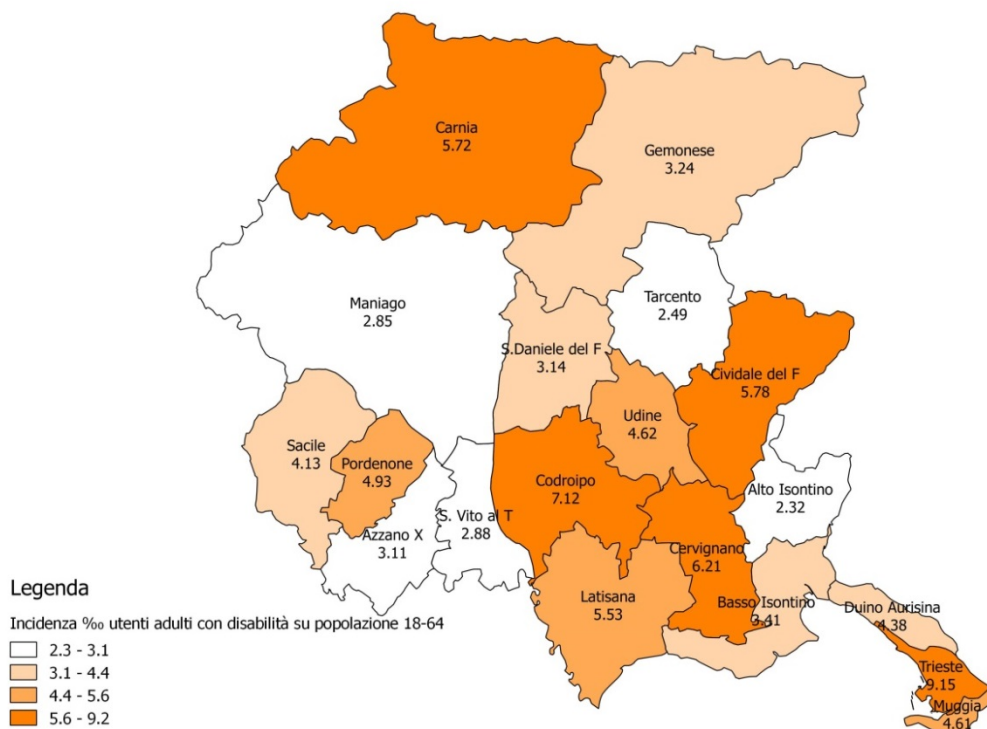 Carnia
5.72
Gemonese
3.24
Maniago
2.85
Tarcento
2.49
S.Daniele del F
3.14
Cividale del F
5.78
Udine
4.62
Sacile
4.13
Pordenone
4.93
Codroipo
7.12
Alto Isontino
2.32
Azzano X
3.11
S. Vito al T
2.88
Cervignano
6.21
Latisana
5.53
Basso Isontino
3.41
Duino Aurisina
4.38
Trieste
9.15
Muggia
4.61
Legenda
Incidenza ‰ utenti adulti con disabilità su popolazione 18-64
2.3 - 3.1
3.1 - 4.4
4.4 - 5.6
5.6 - 9.2